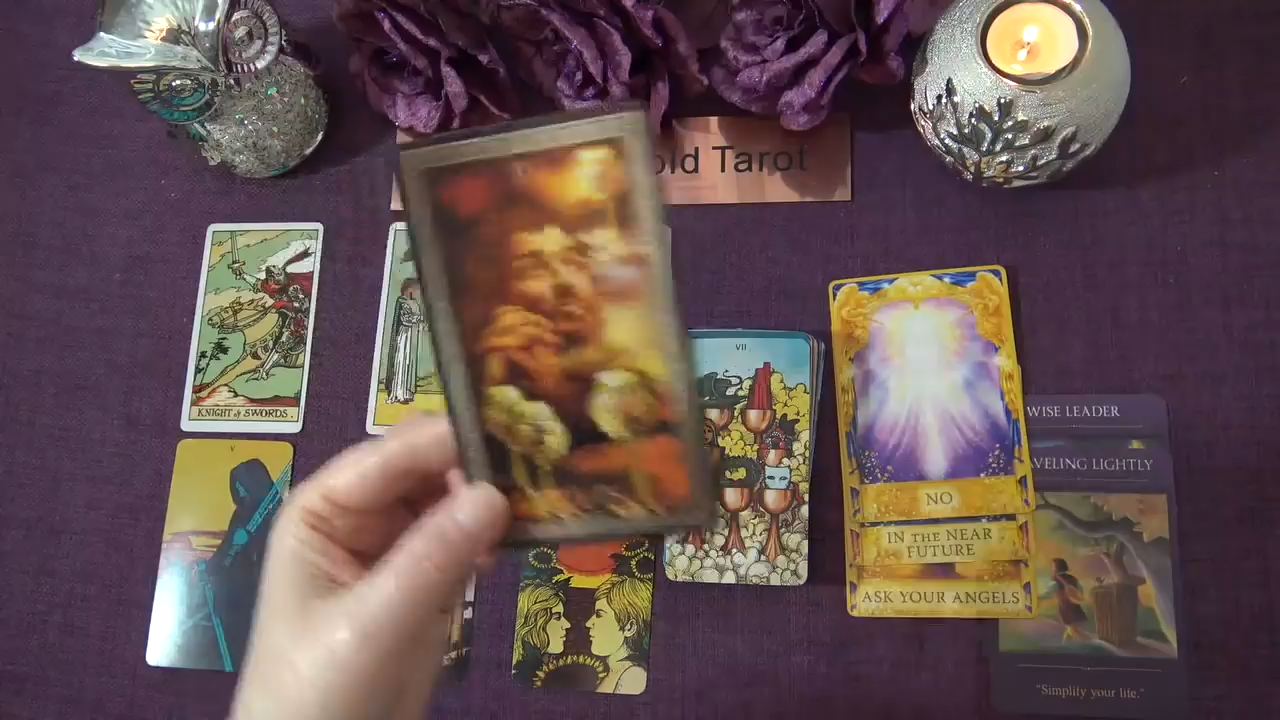 old Tarot
KNIGHT of SWORDS.
V
VII
NO
IN THE NEAR
FUTURE
ASK YOUR ANGELS
WISE LEADER
VELING LIGHTLY
"Simplify your life."